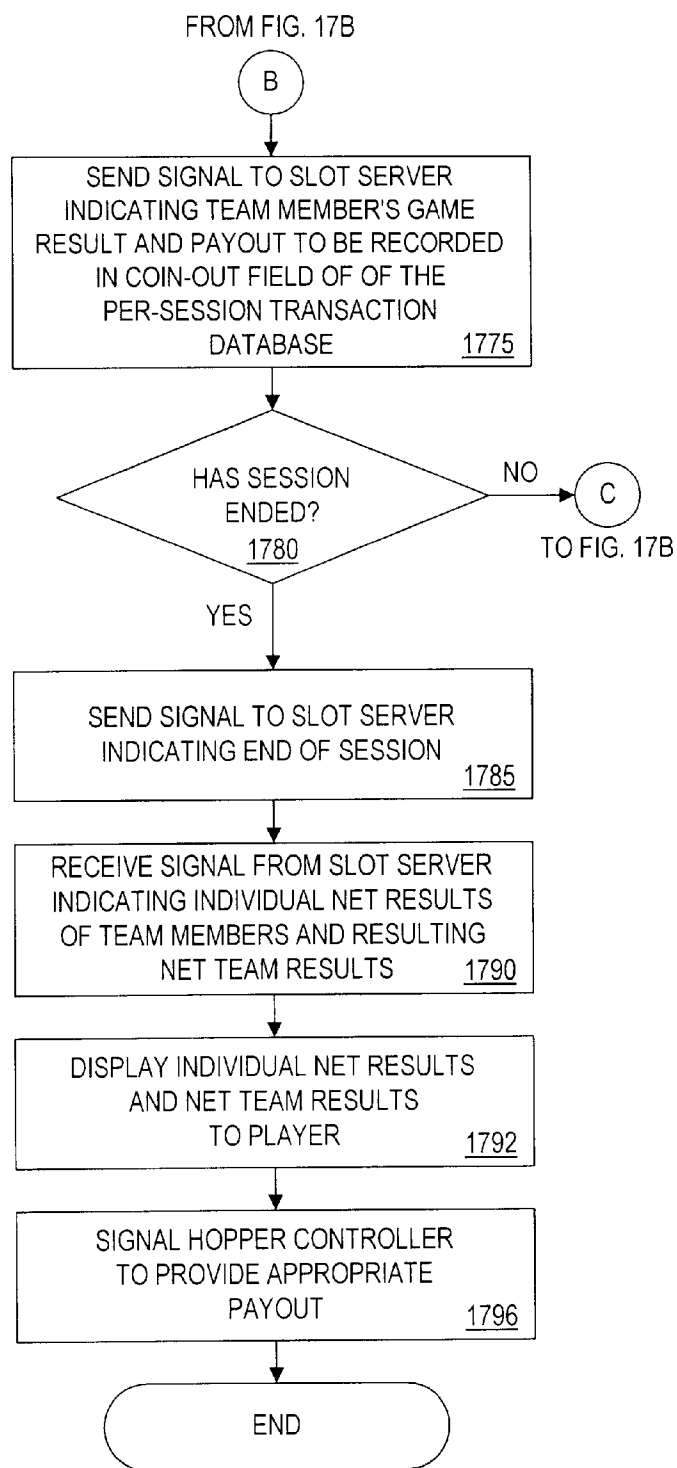 FROM FIG. 17B
B
SEND SIGNAL TO SLOT SERVER
INDICATING TEAM MEMBER'S GAME
RESULT AND PAYOUT TO BE RECORDED
IN COIN-OUT FIELD OF OF THE
PER-SESSION TRANSACTION
DATABASE 1775
HAS SESSION
ENDED?
1780
NO
C
TO FIG. 17B
YES
SEND SIGNAL TO SLOT SERVER
INDICATING END OF SESSION
1785
RECEIVE SIGNAL FROM SLOT SERVER
INDICATING INDIVIDUAL NET RESULTS
OF TEAM MEMBERS AND RESULTING
NET TEAM RESULTS 1790
DISPLAY INDIVIDUAL NET RESULTS
AND NET TEAM RESULTS
TO PLAYER 1792
SIGNAL HOPPER CONTROLLER
TO PROVIDE APPROPRIATE
PAYOUT 1796
END